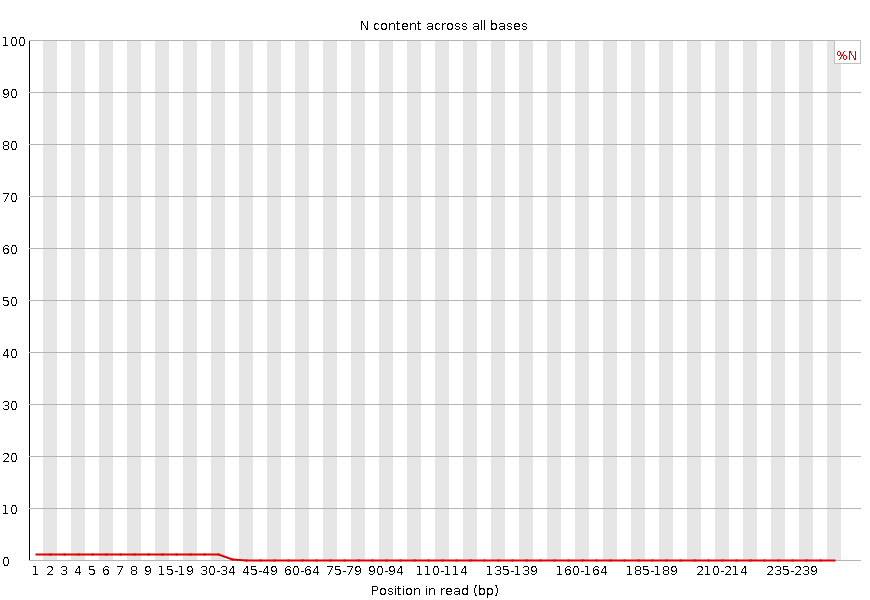 N content across all bases
%N
100
90
80
70
60
50
40
30
20
10
0
1 2 3 4 5 6 7 8 9 15-19 30-34 45-49 60-64 75-79 90-94 110-114 135-139 160-164 185-189 210-214 235-239
Position in read (bp)